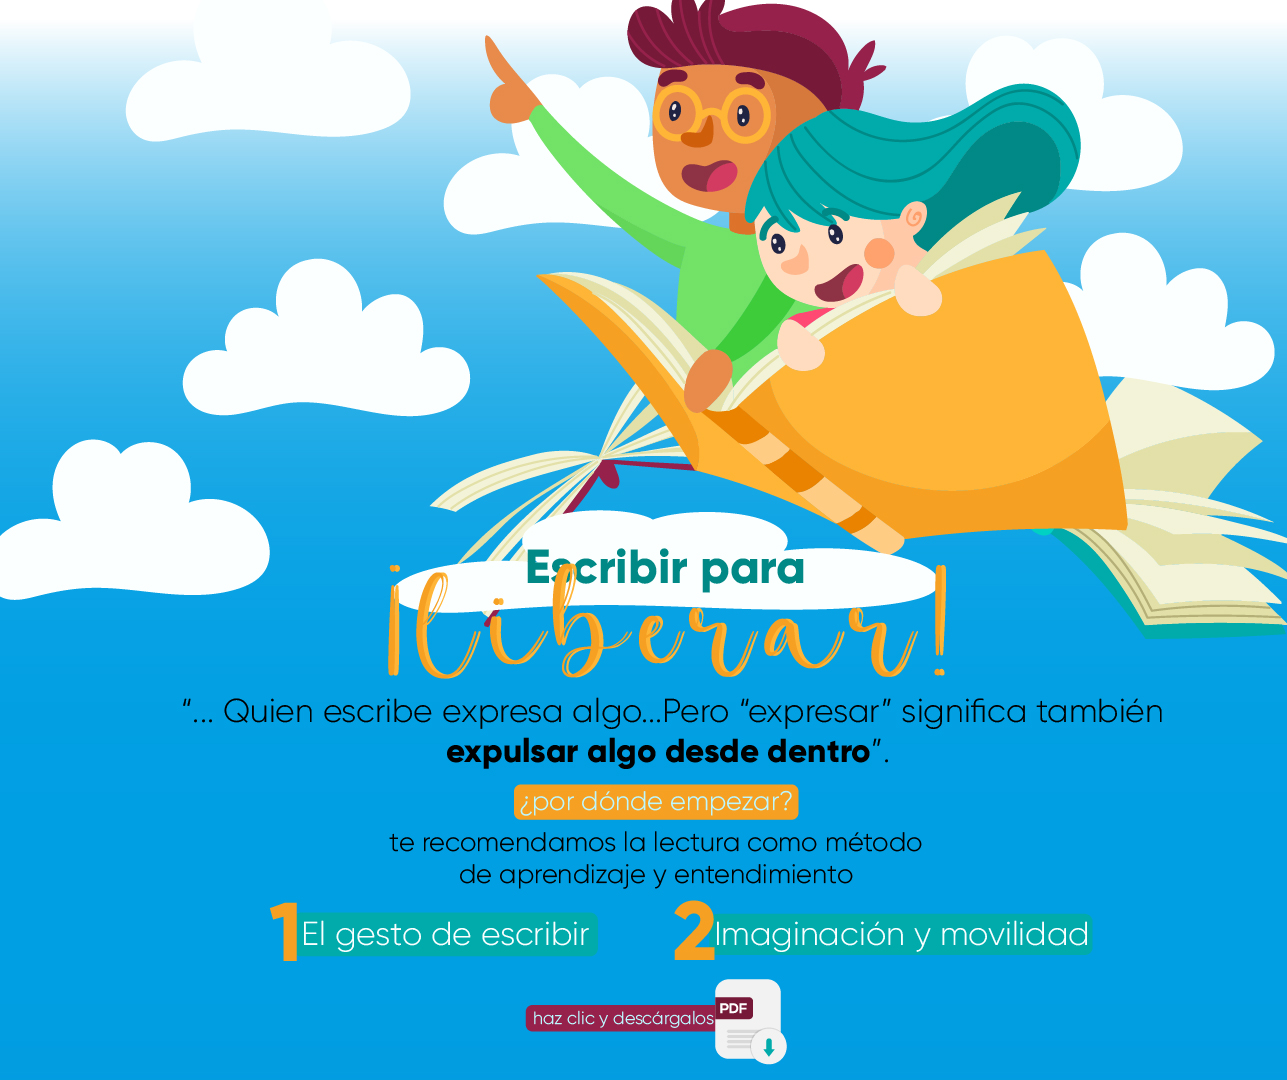 Escribir para
¡liberar!
“... Quien escribe expresa algo...Pero “expresar” significa también
expulsar algo desde dentro”.
¿por dónde empezar?
te recomendamos la lectura como método
de aprendizaje y entendimiento
1 El gesto de escribir
2 Imaginación y movilidad
haz clic y descárgalos
PDF